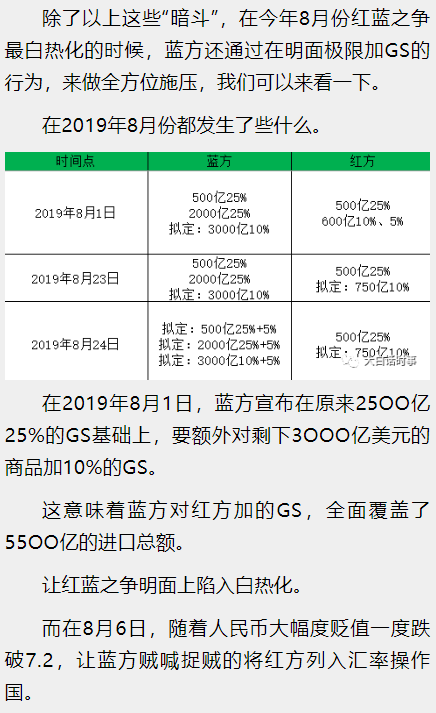 除了以上这些“暗斗”，在今年8月份红蓝之争
最白热化的时候，蓝方还通过在明面极限加GS的
行为，来做全方位施压，我们可以来看一下。
在2019年8月份都发生了些什么。
时间点 蓝方 红方
2019年8月1日
500亿25%
2000亿25%
拟定：3000亿10%
500亿25%
600亿10%、5%
2019年8月23日
500亿25%
2000亿25%
拟定：3000亿10%
500亿25%
拟定：750亿10%
2019年8月24日
拟定：500亿25%+5%
拟定：2000亿25%+5%
拟定：3000亿10%+5%
500亿25%
拟定：750亿10%
大白话时事
在2019年8月1日，蓝方宣布在原来25OO亿
25%的GS基础上，要额外对剩下3OOO亿美元的
商品加10%的GS。
这意味着蓝方对红方加的GS，全面覆盖了
55OO亿的进口总额。
让红蓝之争明面上陷入白热化。
而在8月6日，随着人民币大幅度贬值一度跌
破7.2，让蓝方贼喊捉贼的将红方列入汇率操作
国。